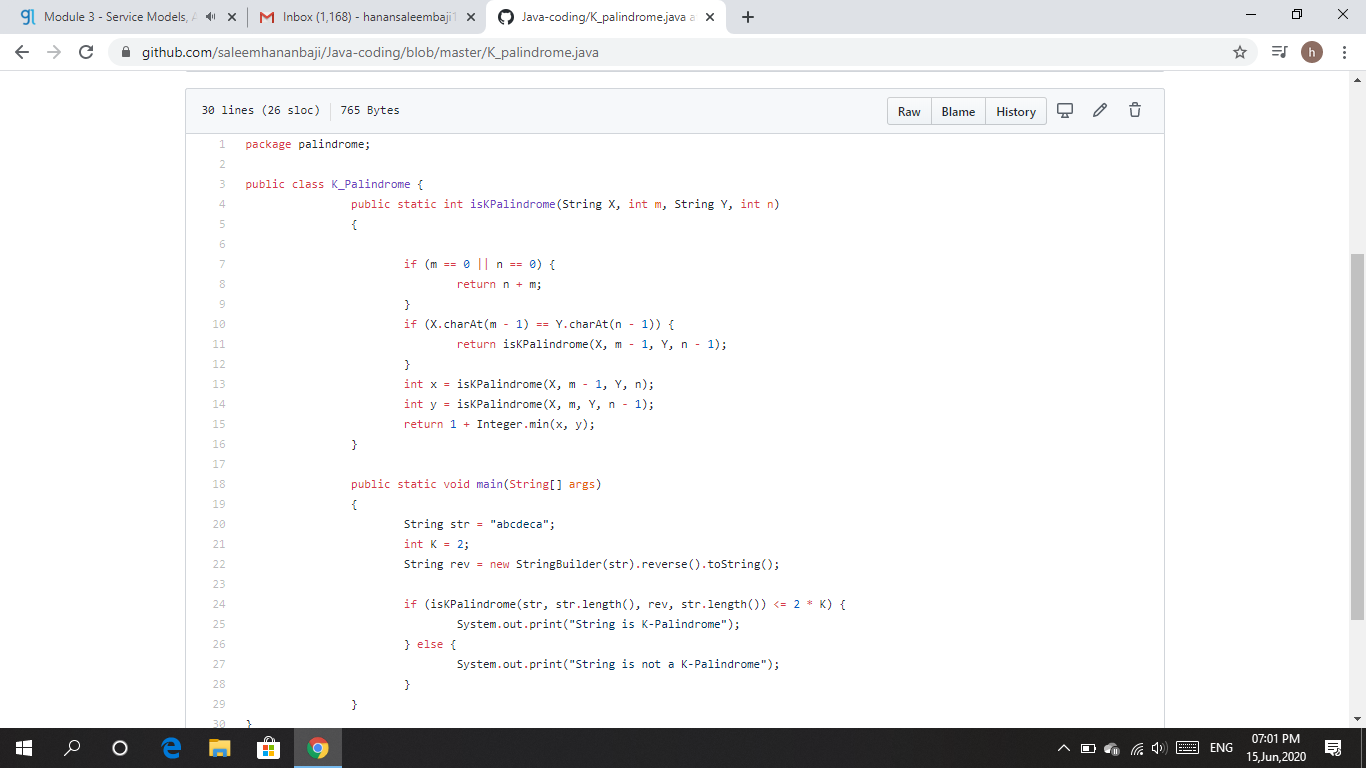 Module 3 - Service Models,
Inbox (1,168) - hanansaleembaji1
Java-coding/K_palindrome.java a
github.com/saleemhananbaji/Java-coding/blob/master/K_palindrome.java
h
30 lines (26 sloc) 765 Bytes
Raw Blame History
1 package palindrome;
2
3 public class K_Palindrome {
4 public static int isKPalindrome(String X, int m, String Y, int n)
5 {
6
7 if (m == 0 || n == 0) {
8 return n + m;
9 }
10 if (X.charAt(m - 1) == Y.charAt(n - 1)) {
11 return isKPalindrome(X, m - 1, Y, n - 1);
12 }
13 int x = isKPalindrome(X, m - 1, Y, n);
14 int y = isKPalindrome(X, m, Y, n - 1);
15 return 1 + Integer.min(x, y);
16 }
17
18 public static void main(String[] args)
19 {
20 String str = "abcdeca";
21 int K = 2;
22 String rev = new StringBuilder(str).reverse().toString();
23
24 if (isKPalindrome(str, str.length(), rev, str.length()) <= 2 * K) {
25 System.out.print("String is K-Palindrome");
26 } else {
27 System.out.print("String is not a K-Palindrome");
28 }
29 }
30 }
ENG
07:01 PM
15,Jun,2020